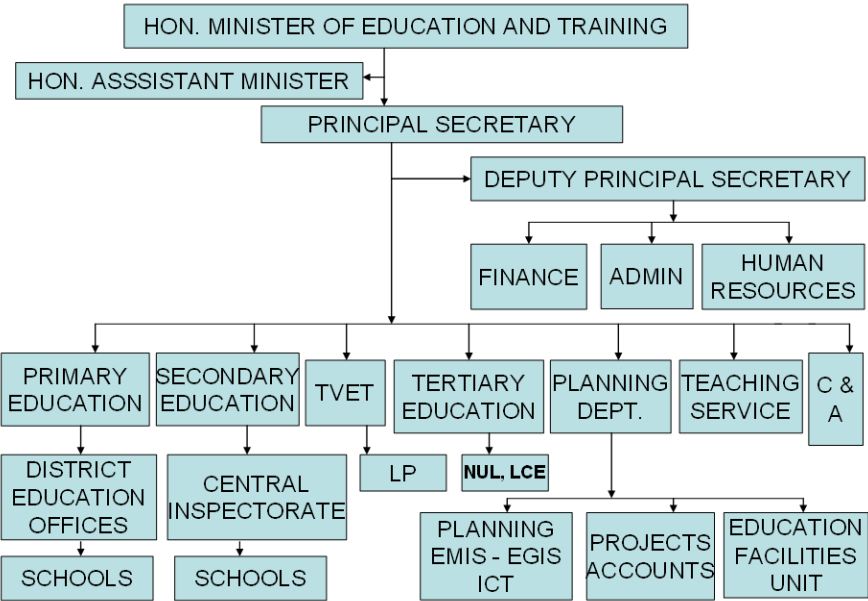 HON. MINISTER OF EDUCATION AND TRAINING
HON. ASSSISTANT MINISTER
PRINCIPAL SECRETARY
DEPUTY PRINCIPAL SECRETARY
FINANCE
ADMIN
HUMAN
RESOURCES
PRIMARY
EDUCATION
SECONDARY
EDUCATION
TVET
TERTIARY
EDUCATION
PLANNING
DEPT.
TEACHING
SERVICE
C &
A
DISTRICT
EDUCATION
OFFICES
CENTRAL
INSPECTORATE
LP
NUL, LCE
PLANNING
EMIS - EGIS
ICT
PROJECTS
ACCOUNTS
EDUCATION
FACILITIES
UNIT
SCHOOLS
SCHOOLS